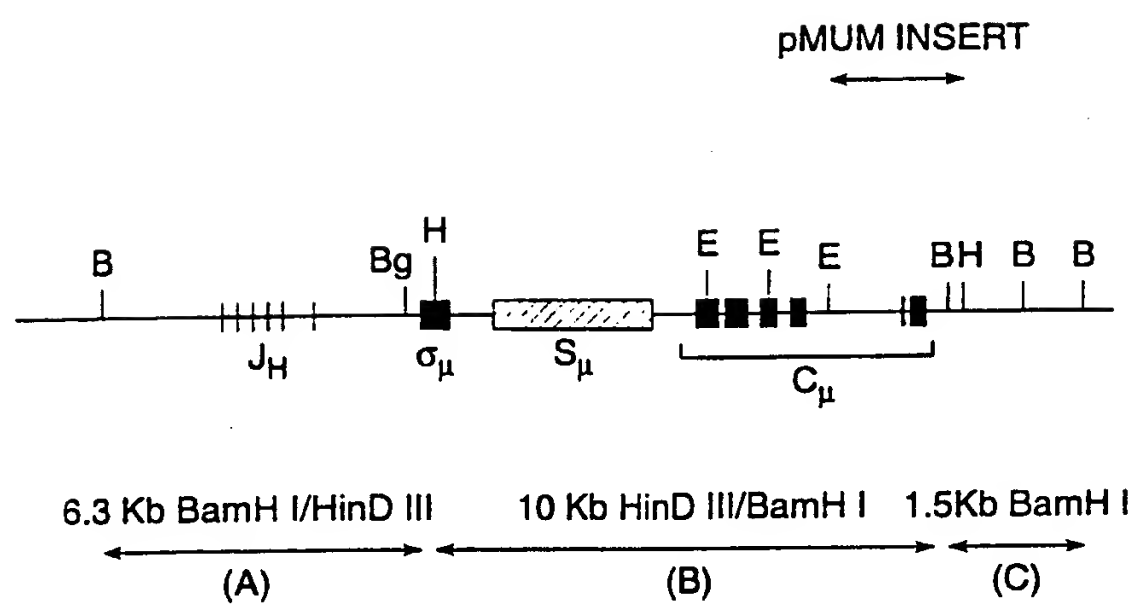 pMUM INSERT
B Bg H E E E B H B B
J_H σ_μ S_μ C_μ
6.3 Kb BamH I/HinD III 10 Kb HinD III/BamH I 1.5Kb BamH I
(A) (B) (C)